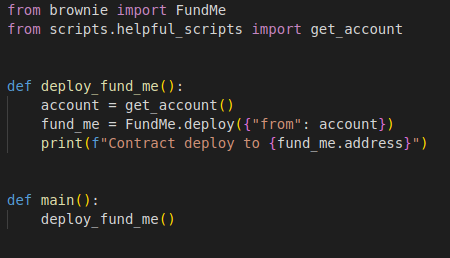 from brownie import FundMe
from scripts.helpful_scripts import get_account
def deploy_fund_me():
    account = get_account()
    fund_me = FundMe.deploy({"from": account})
    print(f"Contract deploy to {fund_me.address}")
def main():
    deploy_fund_me()